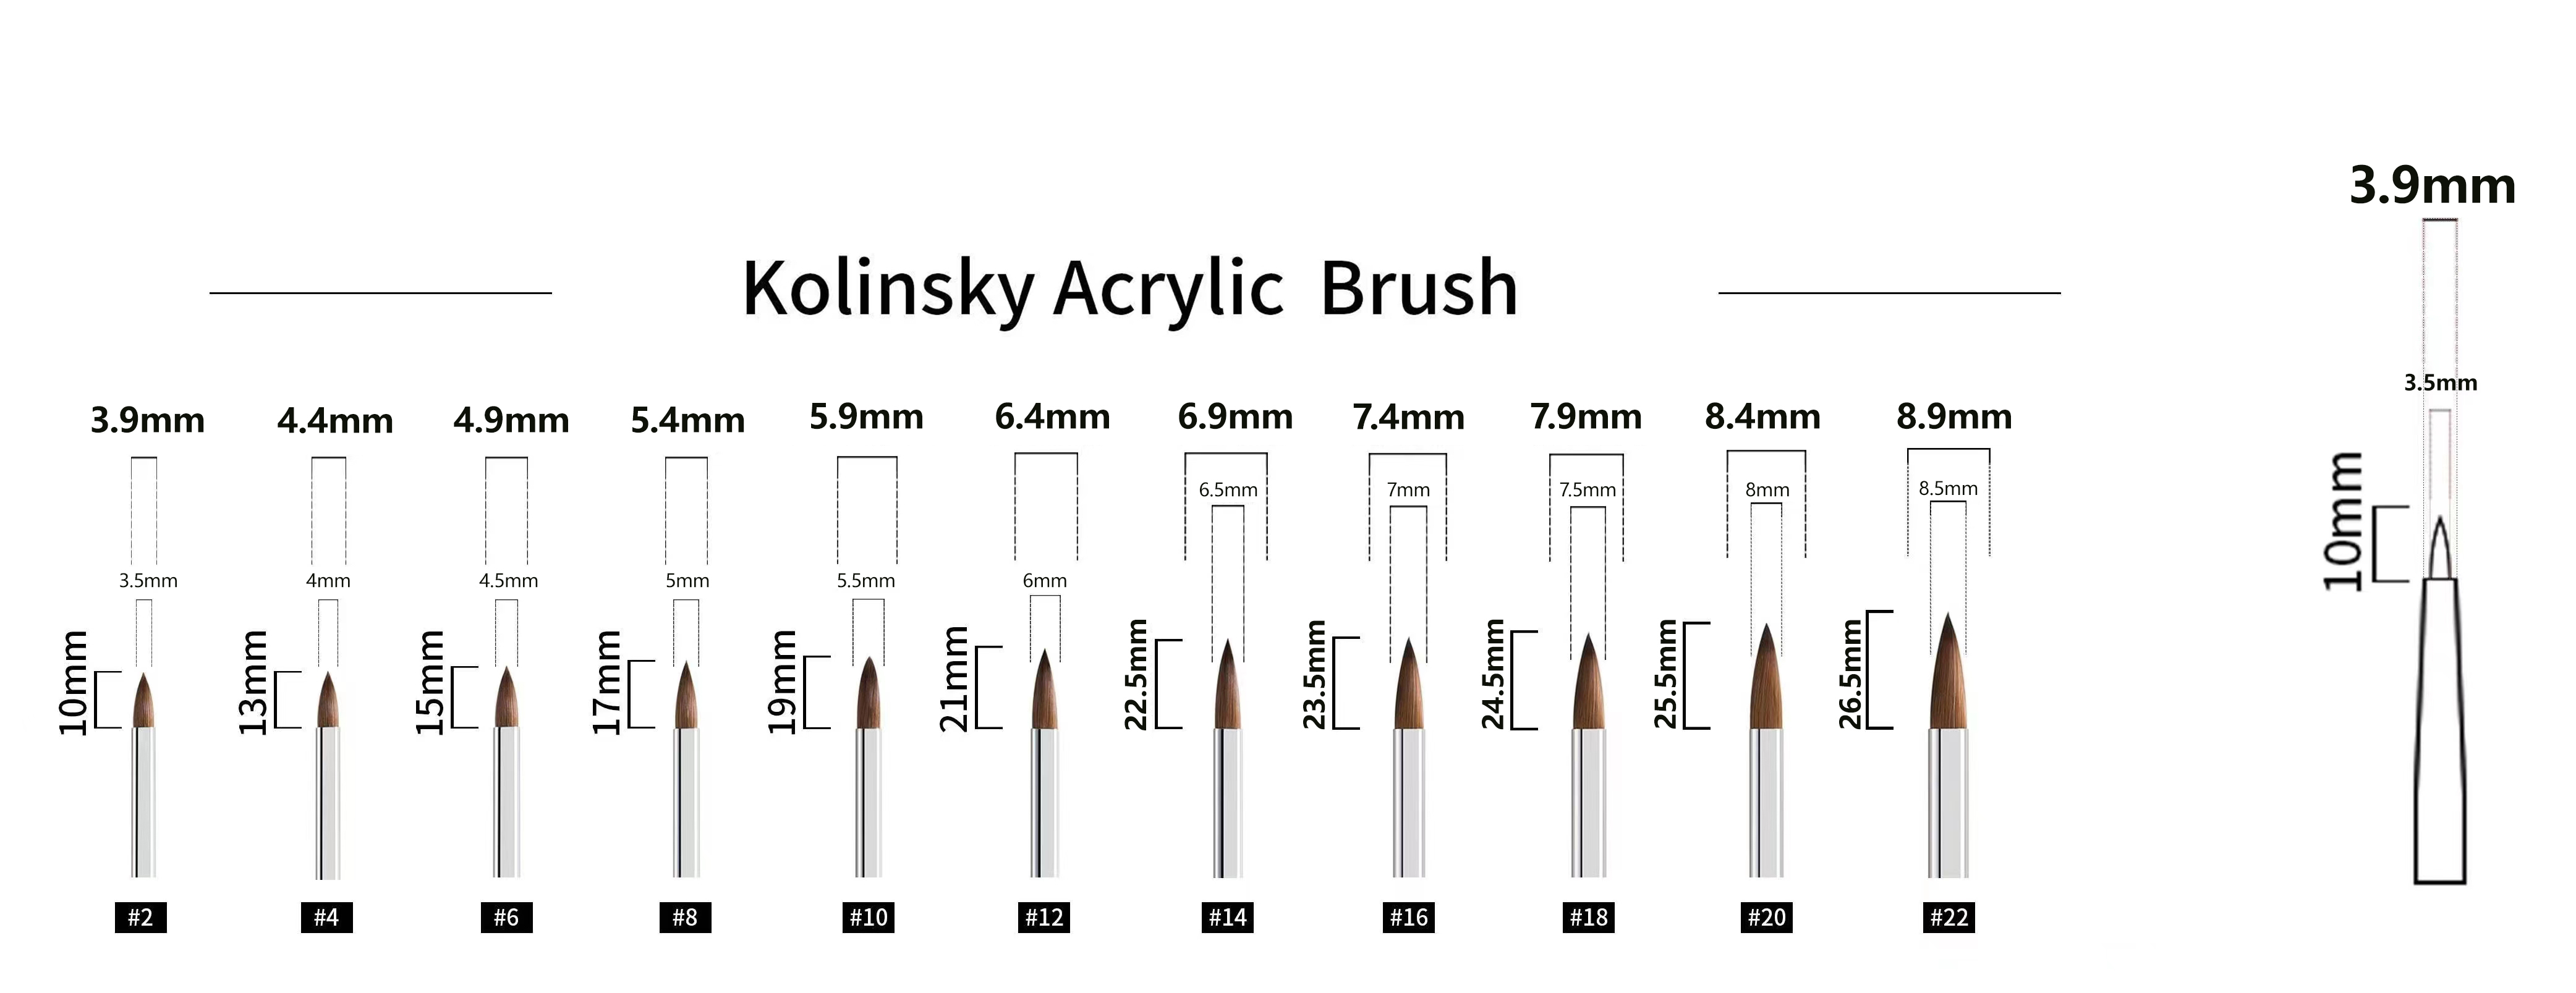 Kolinsky Acrylic Brush
3.9mm 4.4mm 4.9mm 5.4mm 5.9mm 6.4mm 6.9mm 7.4mm 7.9mm 8.4mm 8.9mm
6.5mm 7mm 7.5mm 8mm 8.5mm
3.5mm 4mm 4.5mm 5mm 5.5mm 6mm
10mm 13mm 15mm 17mm 19mm 21mm 22.5mm 23.5mm 24.5mm 25.5mm 26.5mm
#2 #4 #6 #8 #10 #12 #14 #16 #18 #20 #22
3.9mm
3.5mm
10mm